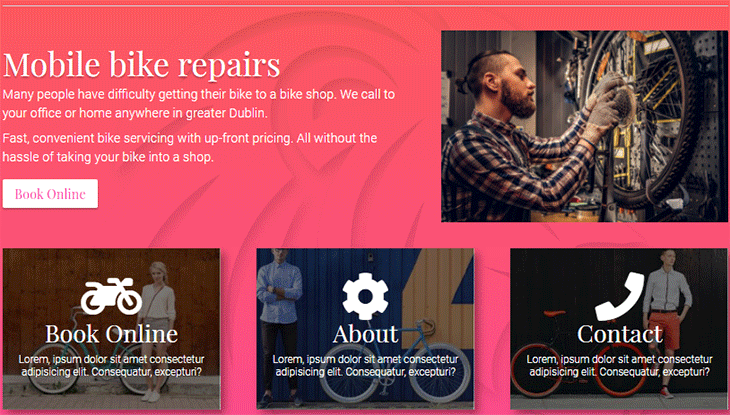 Mobile bike repairs
Many people have difficulty getting their bike to a bike shop. We call to
your office or home anywhere in greater Dublin.
Fast, convenient bike servicing with up-front pricing. All without the
hassle of taking your bike into a shop.
Book Online
Book Online
Lorem, ipsum dolor sit amet consectetur
adipisicing elit. Consequatur, excepturi?
About
Lorem, ipsum dolor sit amet consectetur
adipisicing elit. Consequatur, excepturi?
Contact
Lorem, ipsum dolor sit amet consectetur
adipisicing elit. Consequatur, excepturi?